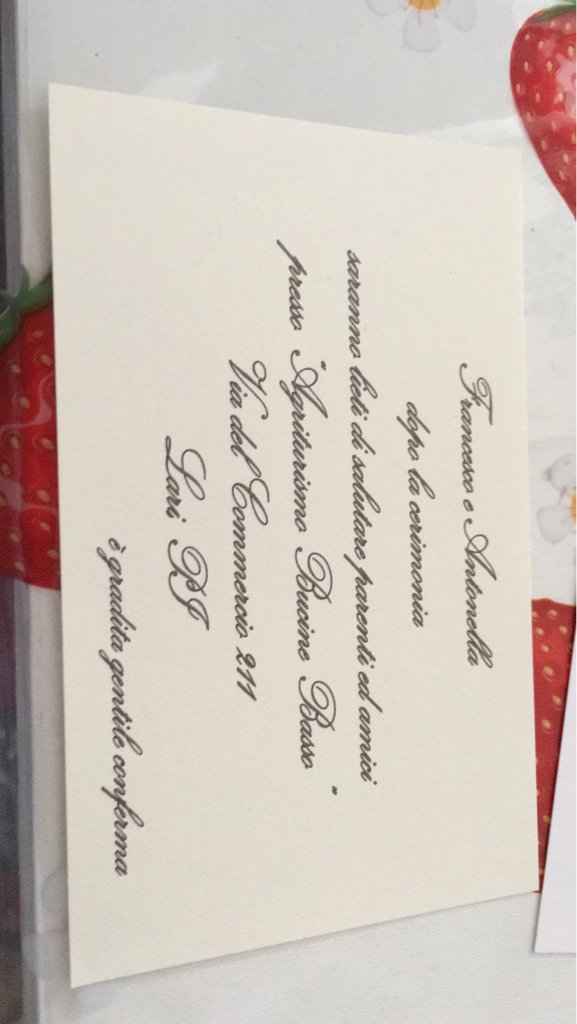 Francesco e Antonella
dopo la cerimonia
saranno lieti di salutare parenti ed amici
presso "Agriturismo Bucine Basso"
Via del Commercio 211
Lari PI
è gradita gentile conferma